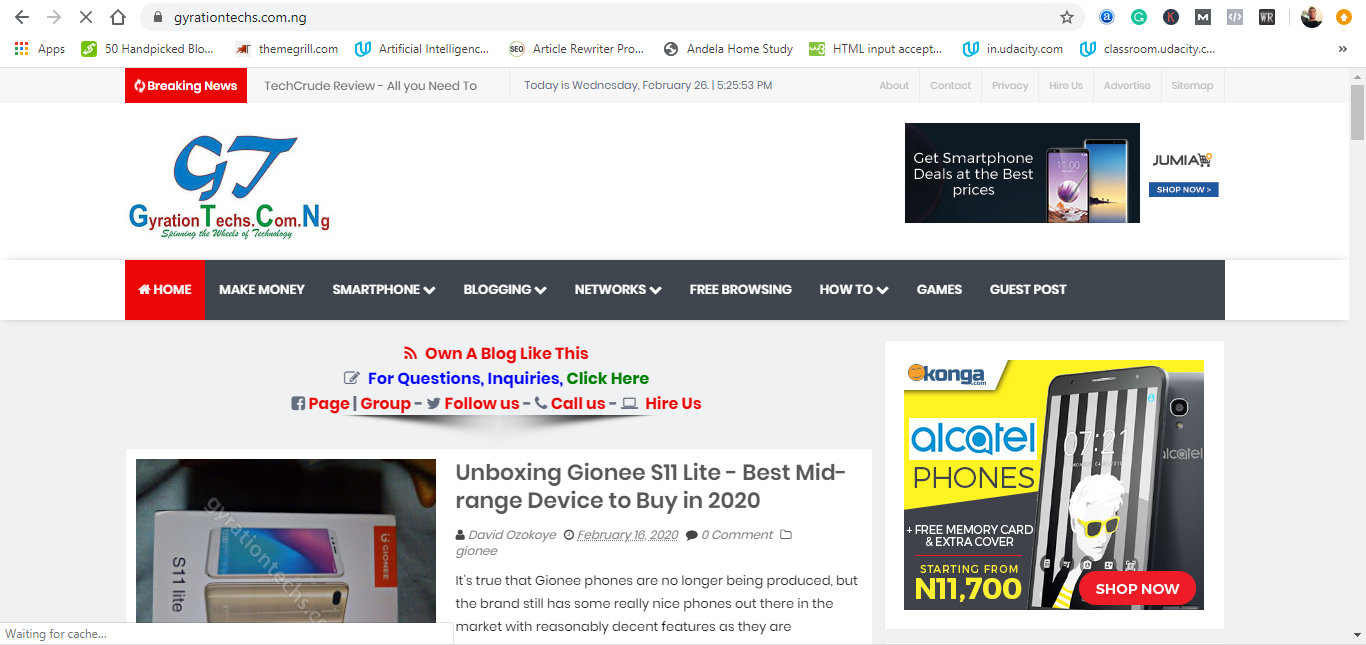 gyrationtechs.com.ng
Apps
50 Handpicked Blo...
themegrill.com
Artificial Intelligenc...
SEO
Article Rewriter Pro...
Andela Home Study
HTML input accept...
in.udacity.com
classroom.udacity.c...
»
Breaking News
TechCrude Review - All you Need To
Today is Wednesday, February 26. | 5:25:53 PM
About
Contact
Privacy
Hire Us
Advertise
Sitemap
GT
GyrationTechs.Com.Ng
Spinning the Wheels of Technology
Get Smartphone
Deals at the Best
prices
11:00
JUMIA
SHOP NOW >
HOME
MAKE MONEY
SMARTPHONE
BLOGGING
NETWORKS
FREE BROWSING
HOW TO
GAMES
GUEST POST
Own A Blog Like This
For Questions, Inquiries, Click Here
Page | Group - Follow us - Call us - Hire Us
konga.com
alcatel
PHONES
+ FREE MEMORY CARD
& EXTRA COVER
STARTING FROM
N11,700
07:21
alcatel
SHOP NOW
Unboxing Gionee S11 Lite - Best Mid-
range Device to Buy in 2020
David Ozokoye February 16, 2020 0 Comment
gionee
It's true that Gionee phones are no longer being produced, but
the brand still has some really nice phones out there in the
market with reasonably decent features as they are
S11 lite
GIONEE
gyrationtechs.c
Waiting for cache...